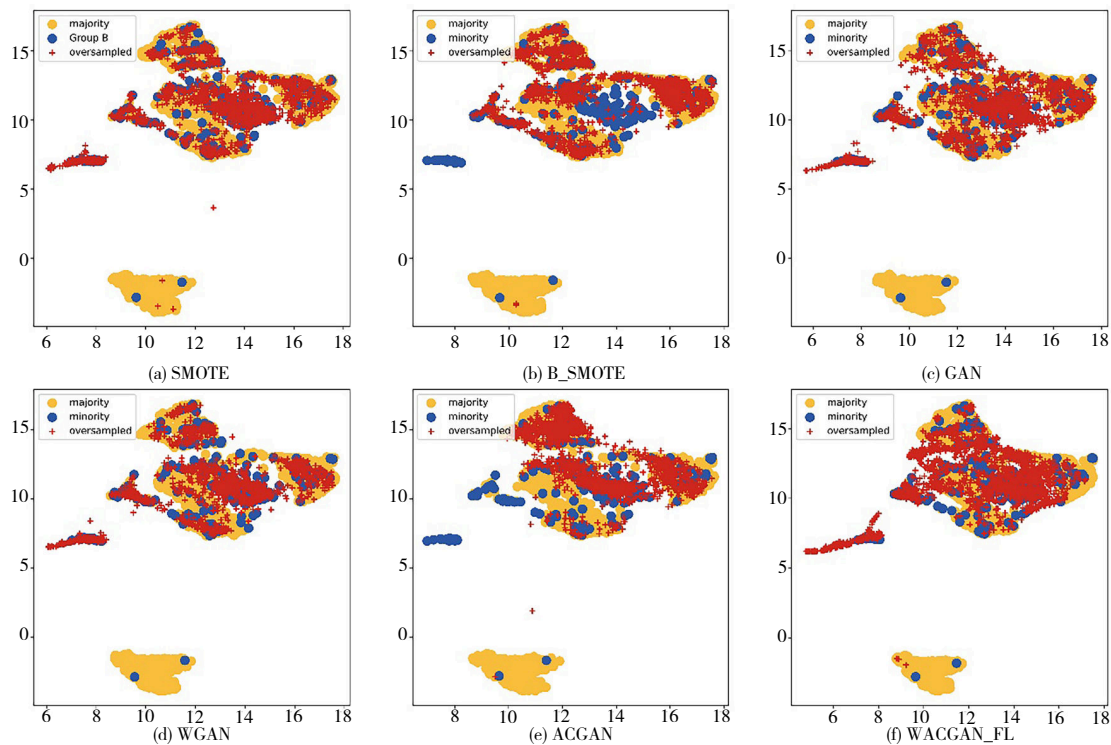 majority
Group B
oversampled
15
10
5
0
6 8 10 12 14 16 18
(a) SMOTE
majority
minority
oversampled
15
10
5
0
8 10 12 14 16 18
(b) B_SMOTE
majority
minority
oversampled
15
10
5
0
6 8 10 12 14 16 18
(c) GAN
majority
minority
oversampled
15
10
5
0
6 8 10 12 14 16 18
(d) WGAN
majority
minority
oversampled
15
10
5
0
8 10 12 14 16 18
(e) ACGAN
majority
minority
oversampled
15
10
5
0
6 8 10 12 14 16 18
(f) WACGAN_FL